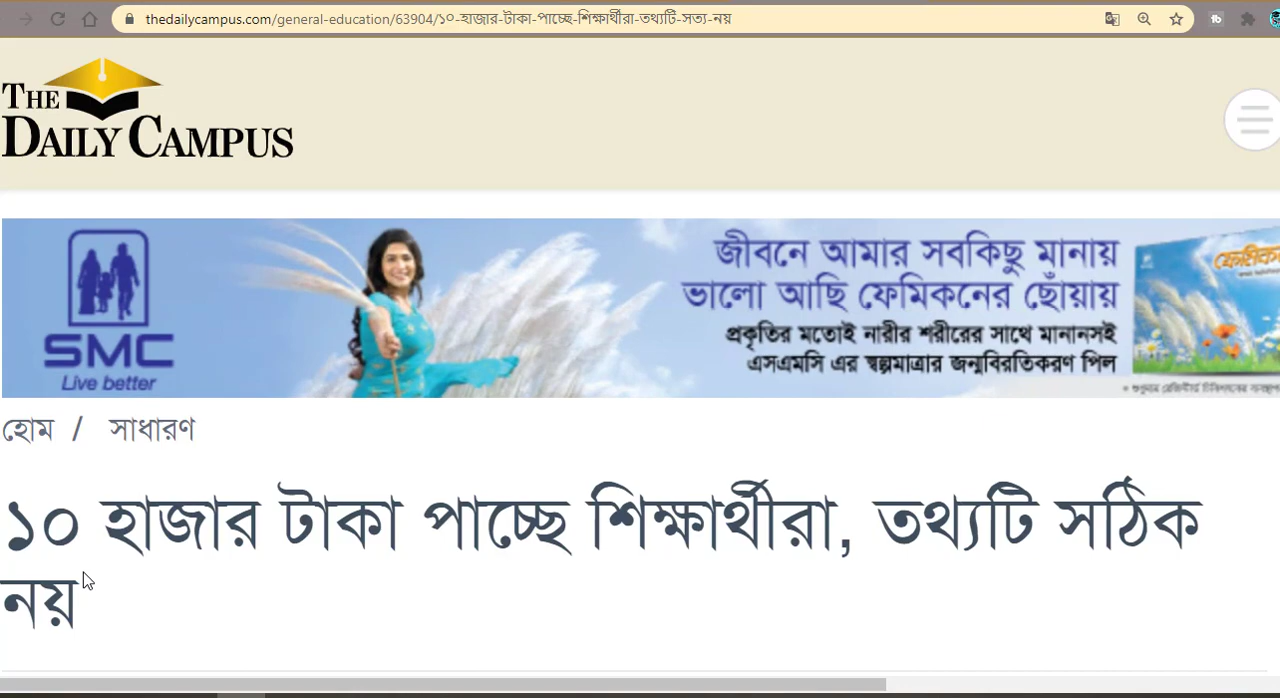 thedailycampus.com/general-education/63904/১০-হাজার-টাকা-পাচ্ছে-শিক্ষার্থীরা-তথ্যটি-সত্য-নয়
THE
DAILY CAMPUS
SMC
Live better
জীবনে আমার সবকিছু মানায়
ভালো আছি ফেমিকনের ছোঁয়ায়
প্রকৃতির মতোই নারীর শরীরের সাথে মানানসই
এসএমসি এর স্বল্পমাত্রার জন্মবিরতিকরণ পিল
হোম / সাধারণ
১০ হাজার টাকা পাচ্ছে শিক্ষার্থীরা, তথ্যটি সঠিক
নয়